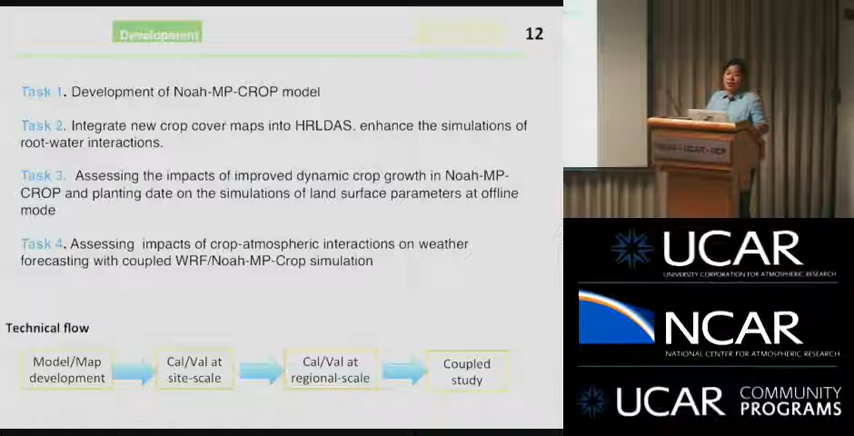 Development
12
Task 1. Development of Noah-MP-CROP model
Task 2. Integrate new crop cover maps into HRLDAS. enhance the simulations of
root-water interactions.
Task 3. Assessing the impacts of improved dynamic crop growth in Noah-MP-
CROP and planting date on the simulations of land surface parameters at offline
mode
Task 4. Assessing impacts of crop-atmospheric interactions on weather
forecasting with coupled WRF/Noah-MP-Crop simulation
Technical flow
Model/Map
development
Cal/Val at
site-scale
Cal/Val at
regional-scale
Coupled
study
UCAR
UNIVERSITY CORPORATION FOR ATMOSPHERIC RESEARCH
NCAR
NATIONAL CENTER FOR ATMOSPHERIC RESEARCH
UCAR COMMUNITY
PROGRAMS